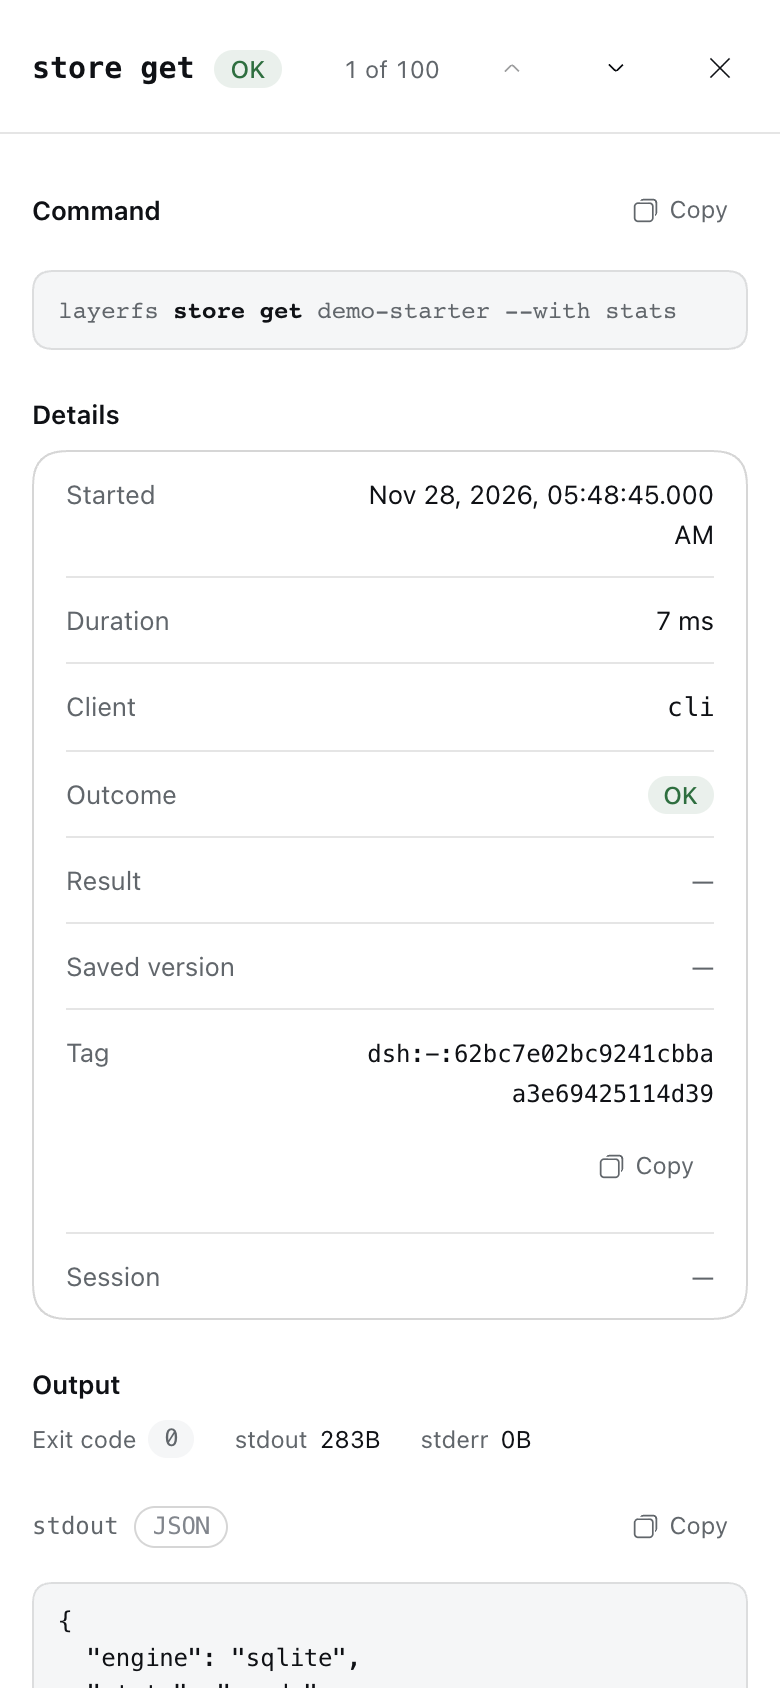 store get OK 1 of 100
Command Copy
layerfs store get demo-starter --with stats
Details
Started Nov 28, 2026, 05:48:45.000
AM
Duration 7 ms
Client cli
Outcome OK
Result —
Saved version —
Tag dsh:-:62bc7e02bc9241cbba
a3e69425114d39
Copy
Session —
Output
Exit code 0 stdout 283B stderr 0B
stdout JSON Copy
{
"engine": "sqlite",